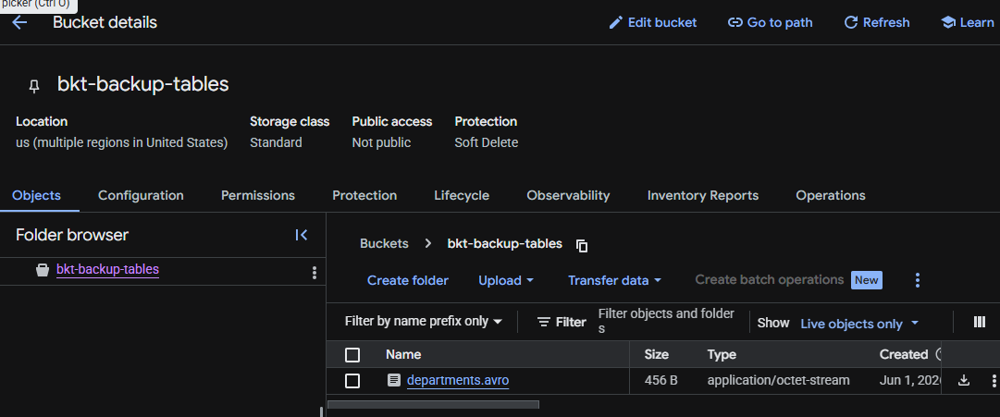 picker (Ctrl O)
Bucket details
Edit bucket
Go to path
Refresh
Learn
bkt-backup-tables
Location
Storage class
Public access
Protection
us (multiple regions in United States)
Standard
Not public
Soft Delete
Objects
Configuration
Permissions
Protection
Lifecycle
Observability
Inventory Reports
Operations
Folder browser
bkt-backup-tables
Buckets
bkt-backup-tables
Create folder
Upload
Transfer data
Create batch operations
New
Filter by name prefix only
Filter
Filter objects and folder
s
Show
Live objects only
Name
Size
Type
Created
departments.avro
456 B
application/octet-stream
Jun 1,